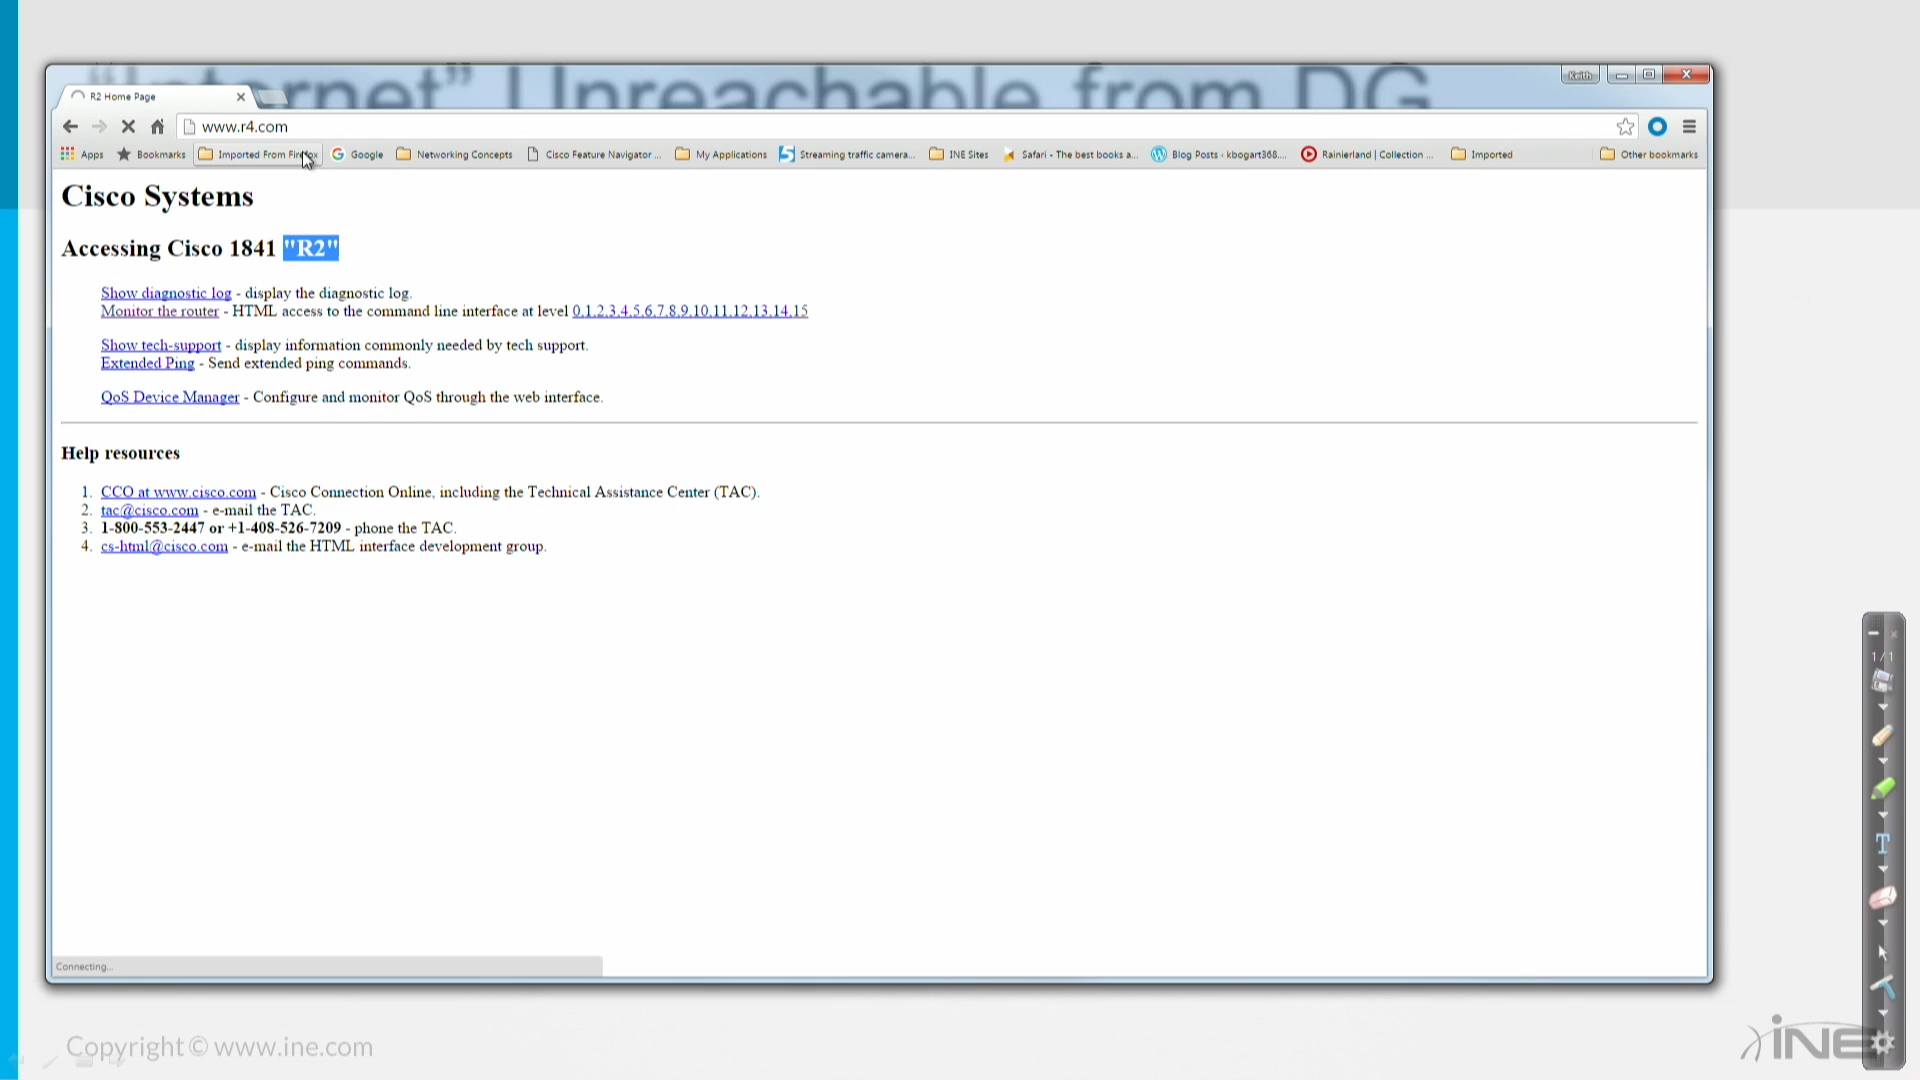 "Internet" Unreachable from DG
Keith
R2 Home Page
www.r4.com
Apps Bookmarks Imported From Firefox Google Networking Concepts Cisco Feature Navigator ... My Applications Streaming traffic camera... INE Sites Safari - The best books a... Blog Posts ‹ kbogart368.... Rainierland | Collection ... Imported Other bookmarks
Cisco Systems
Accessing Cisco 1841 "R2"
Show diagnostic log - display the diagnostic log.
Monitor the router - HTML access to the command line interface at level 0,1,2,3,4,5,6,7,8,9,10,11,12,13,14,15
Show tech-support - display information commonly needed by tech support.
Extended Ping - Send extended ping commands.
QoS Device Manager - Configure and monitor QoS through the web interface.
Help resources
1. CCO at www.cisco.com - Cisco Connection Online, including the Technical Assistance Center (TAC).
2. tac@cisco.com - e-mail the TAC.
3. 1-800-553-2447 or +1-408-526-7209 - phone the TAC.
4. cs-html@cisco.com - e-mail the HTML interface development group.
Connecting...
1/1
T
Copyright © www.ine.com
INE